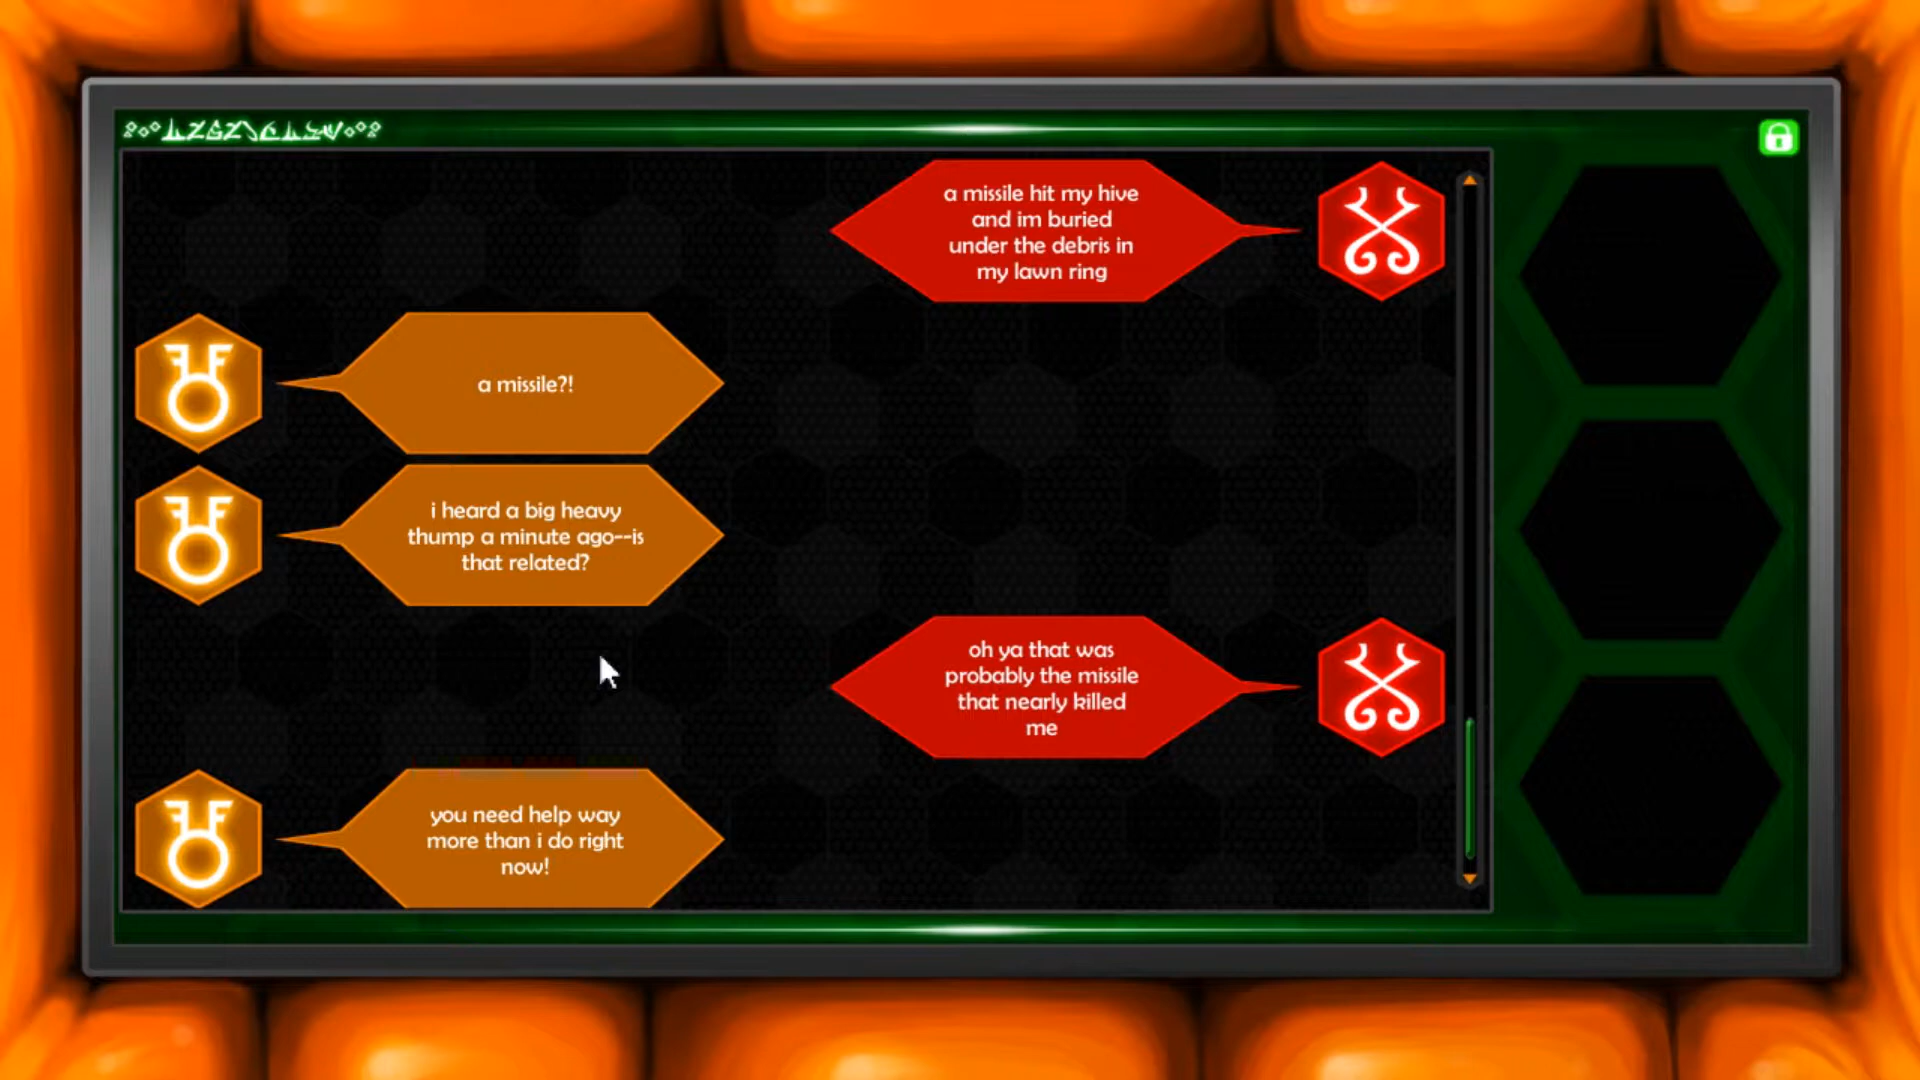 a missile hit my hive
and im buried
under the debris in
my lawn ring
a missile?!
i heard a big heavy
thump a minute ago--is
that related?
oh ya that was
probably the missile
that nearly killed
me
you need help way
more than i do right
now!